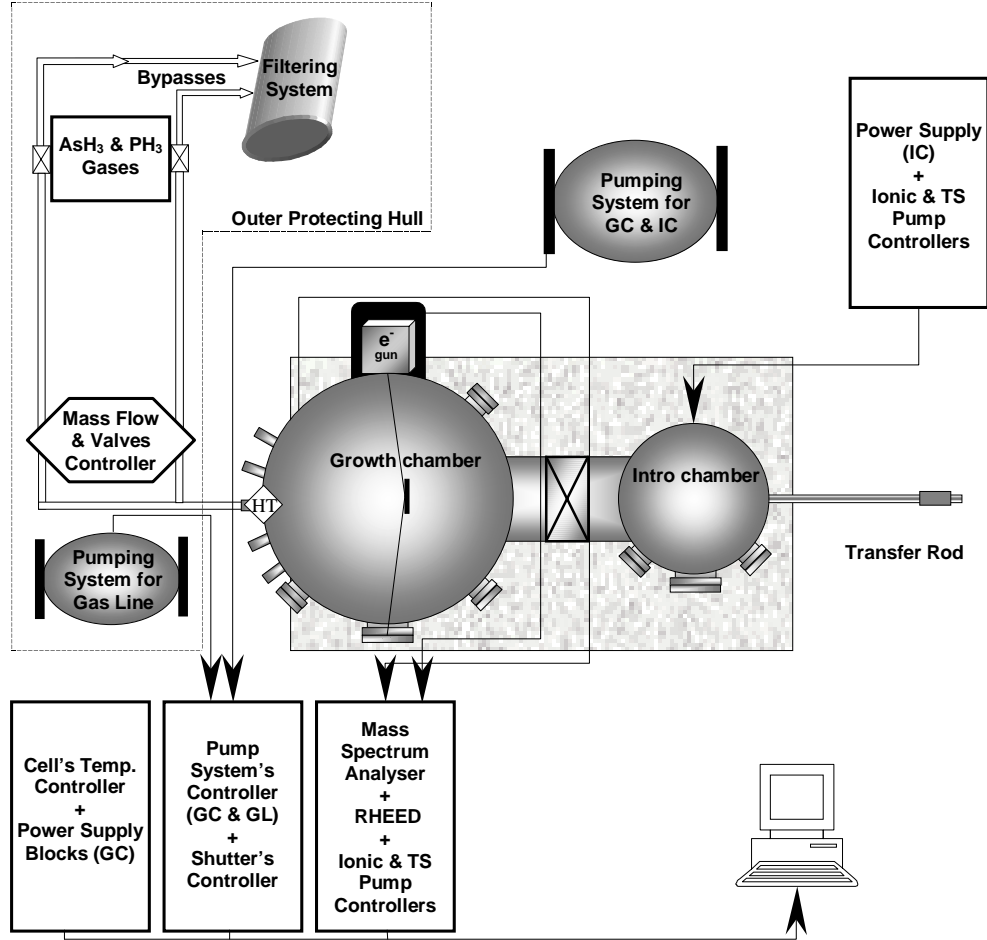 Filtering
System
Bypasses
AsH₃ & PH₃
Gases
Outer Protecting Hull
Pumping
System for
GC & IC
Power Supply
(IC)
+
Ionic & TS
Pump
Controllers
e⁻
gun
Mass Flow
& Valves
Controller
Growth chamber
Intro chamber
HT
Transfer Rod
Pumping
System for
Gas Line
Cell's Temp.
Controller
+
Power Supply
Blocks (GC)
Pump
System's
Controller
(GC & GL)
+
Shutter's
Controller
Mass
Spectrum
Analyser
+
RHEED
+
Ionic & TS
Pump
Controllers